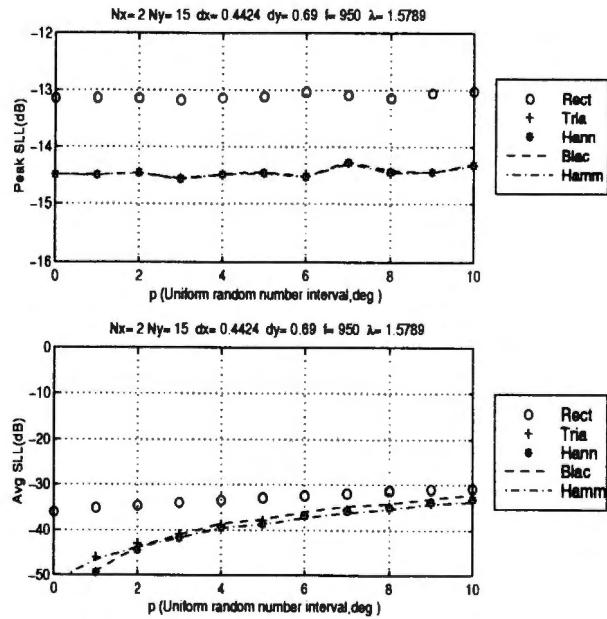 Nx= 2 Ny= 15 dx= 0.4424 dy= 0.69 f= 950 λ= 1.5789
-12
-13
-14
-15
-16
Peak SLL(dB)
0 2 4 6 8 10
p (Uniform random number interval,deg )
Rect
Tria
Hann
Blac
Hamm
Nx= 2 Ny= 15 dx= 0.4424 dy= 0.69 f= 950 λ= 1.5789
0
-10
-20
-30
-40
-50
Avg SLL(dB)
0 2 4 6 8 10
p (Uniform random number interval,deg )
Rect
Tria
Hann
Blac
Hamm